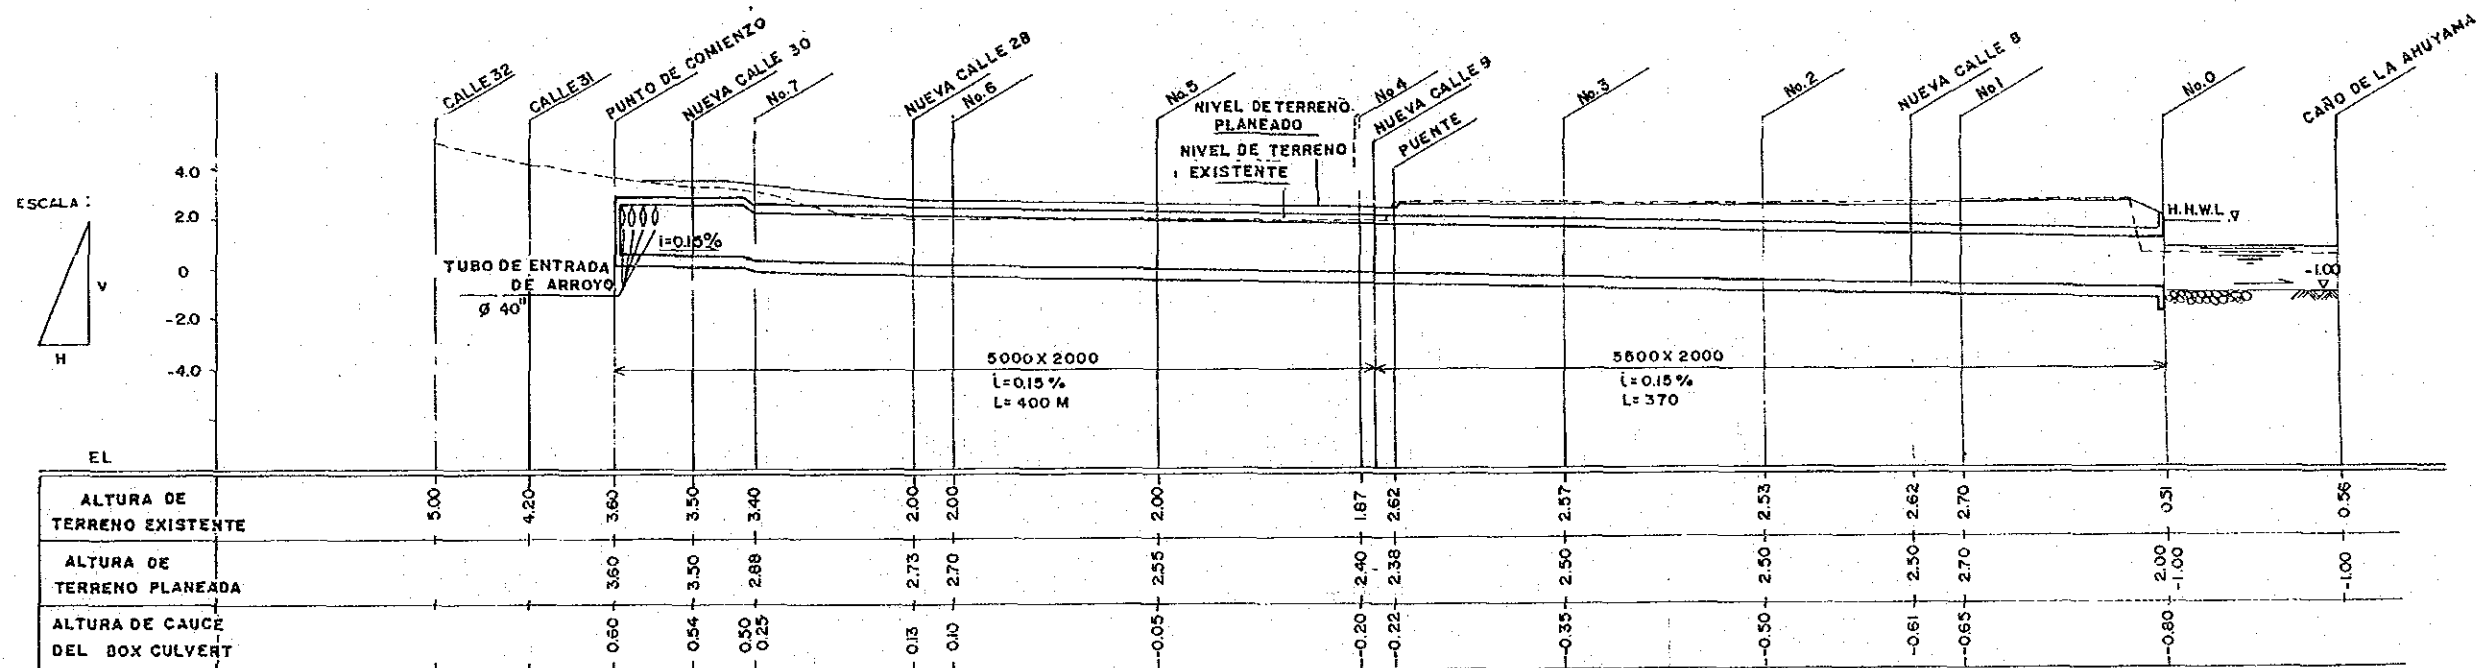 CALLE 32
CALLE 31
PUNTO DE COMIENZO
NUEVA CALLE 30
No.7
NUEVA CALLE 28
No.6
No.5
NIVEL DE TERRENO
PLANEADO
NIVEL DE TERRENO
EXISTENTE
No.4
NUEVA CALLE 9
PUENTE
No.3
No.2
NUEVA CALLE 8
No.1
No.0
CAÑO DE LA AHUYAMA
ESCALA:
V
H
4.0
2.0
0
-2.0
-4.0
i=0.15%
TUBO DE ENTRADA
DE ARROYO
Ø 40"
H.H.W.L.
-1.00
5000 X 2000
i=0.15 %
L= 400 M
5500 X 2000
i=0.15 %
L= 370
EL
ALTURA DE
TERRENO EXISTENTE
5.00 4.20 3.60 3.50 3.40 2.00 2.00 2.00 1.87 2.62 2.57 2.53 2.62 2.70 0.51 0.56
ALTURA DE
TERRENO PLANEADA
3.60 3.50 2.88 2.73 2.70 2.55 2.40 2.38 2.50 2.50 2.50 2.70 2.00 -1.00 -1.00
ALTURA DE CAUCE
DEL BOX CULVERT
0.60 0.54 0.50 0.25 0.13 0.10 -0.05 -0.20 -0.22 -0.35 -0.50 -0.61 -0.65 -0.80